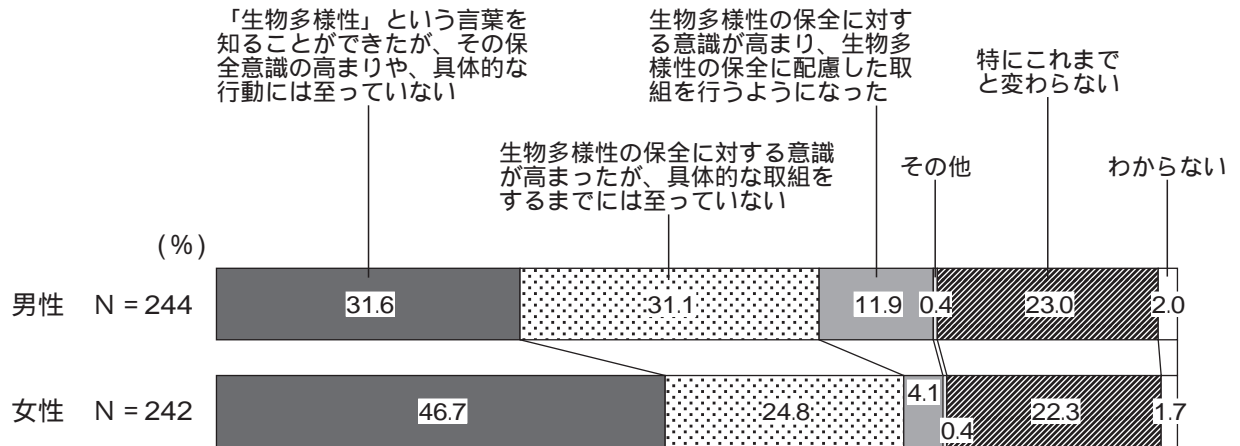 「生物多様性」という言葉を
知ることができたが、その保
全意識の高まりや、具体的な
行動には至っていない
生物多様性の保全に対す
る意識が高まり、生物多
様性の保全に配慮した取
組を行うようになった
特にこれまで
と変わらない
生物多様性の保全に対する意識
が高まったが、具体的な取組を
するまでには至っていない
その他
わからない
(%)
男性 N = 244 31.6 31.1 11.9 0.4 23.0 2.0
女性 N = 242 46.7 24.8 4.1 0.4 22.3 1.7